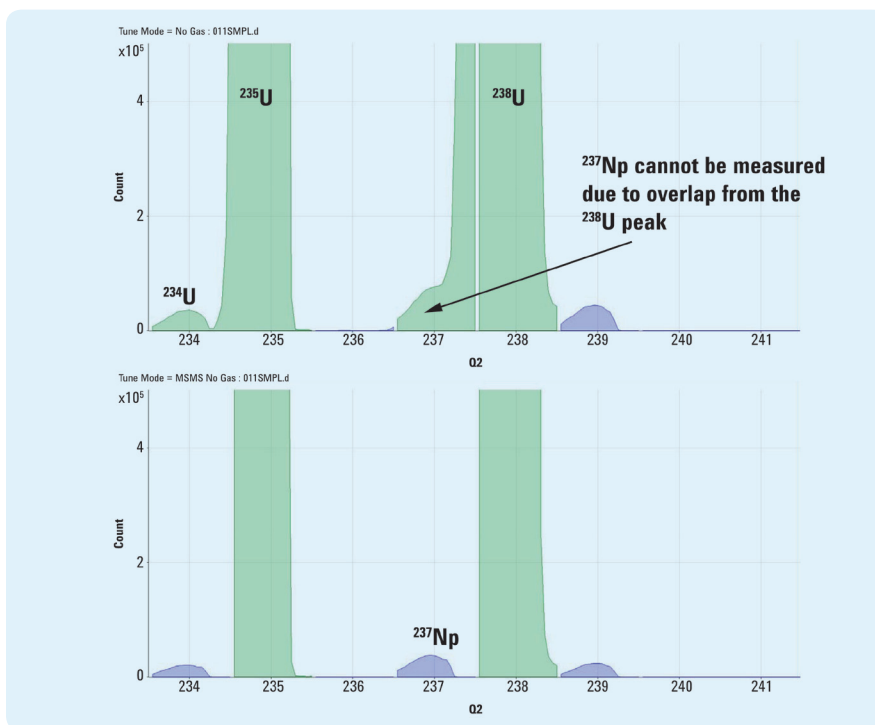 Tune Mode = No Gas : 011SMPL.d
x10⁵
4
2
0
Count
²³⁴U
²³⁵U
²³⁸U
²³⁷Np cannot be measured
due to overlap from the
²³⁸U peak
234 235 236 237 238 239 240 241
Q2
Tune Mode = MSMS No Gas : 011SMPL.d
x10⁵
4
2
0
Count
²³⁷Np
234 235 236 237 238 239 240 241
Q2